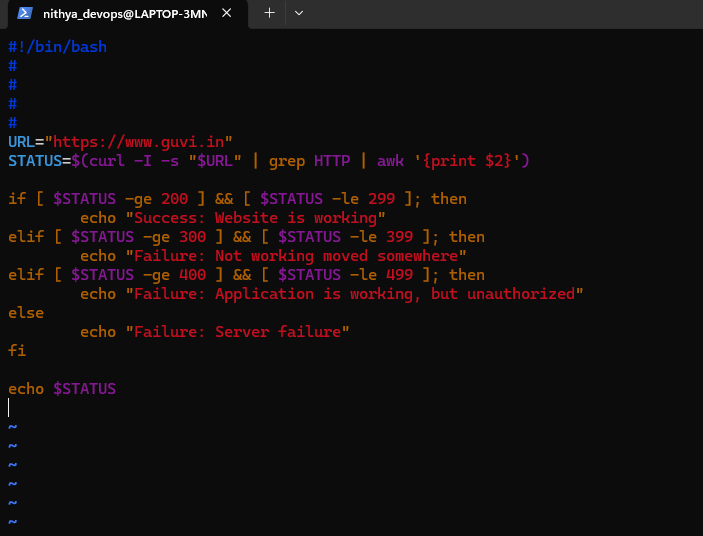 nithya_devops@LAPTOP-3MN
#!/bin/bash
#
#
#
#
URL="https://www.guvi.in"
STATUS=$(curl -I -s "$URL" | grep HTTP | awk '{print $2}')

if [ $STATUS -ge 200 ] && [ $STATUS -le 299 ]; then
        echo "Success: Website is working"
elif [ $STATUS -ge 300 ] && [ $STATUS -le 399 ]; then
        echo "Failure: Not working moved somewhere"
elif [ $STATUS -ge 400 ] && [ $STATUS -le 499 ]; then
        echo "Failure: Application is working, but unauthorized"
else
        echo "Failure: Server failure"
fi

echo $STATUS

~
~
~
~
~
~